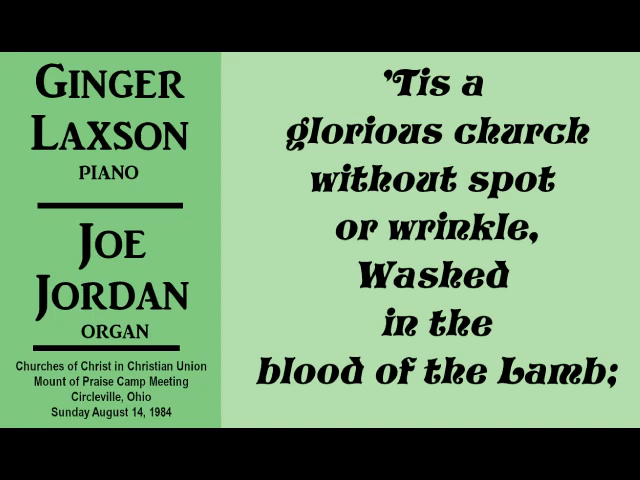 GINGER
LAXSON
PIANO
JOE
JORDAN
ORGAN
Churches of Christ in Christian Union
Mount of Praise Camp Meeting
Circleville, Ohio
Sunday August 14, 1984
'Tis a
glorious church
without spot
or wrinkle,
Washed
in the
blood of the Lamb;